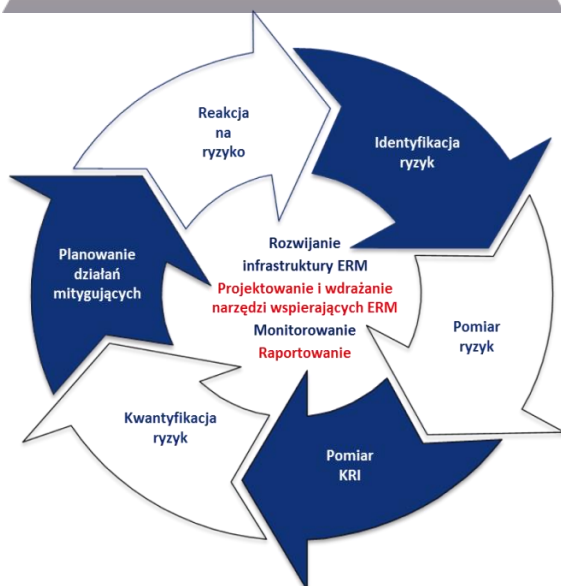 Reakcja
na
ryzyko
Identyfikacja
ryzyk
Planowanie
działań
mitygujących
Rozwijanie
infrastruktury ERM
Projektowanie i wdrażanie
narzędzi wspierających ERM
Monitorowanie
Raportowanie
Pomiar
ryzyk
Kwantyfikacja
ryzyk
Pomiar
KRI